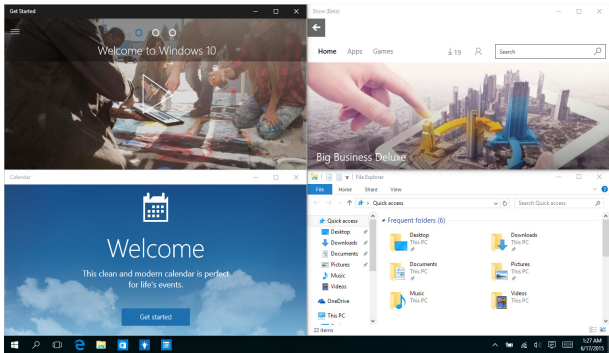 Get Started
Welcome to Windows 10
Store (Beta)
19
Home Apps Games
Search
Big Business Deluxe
Calendar
Welcome
This clean and modern calendar is perfect
for life's events.
Get started
File Explorer
File Home Share View
Quick access
Search Quick access
Quick access
Desktop
Downloads
Documents
Pictures
Music
Videos
OneDrive
This PC
Frequent folders (6)
Desktop
This PC
Downloads
This PC
Documents
This PC
Pictures
This PC
Music
This PC
Videos
This PC
22 items
1:27 AM
6/17/2015